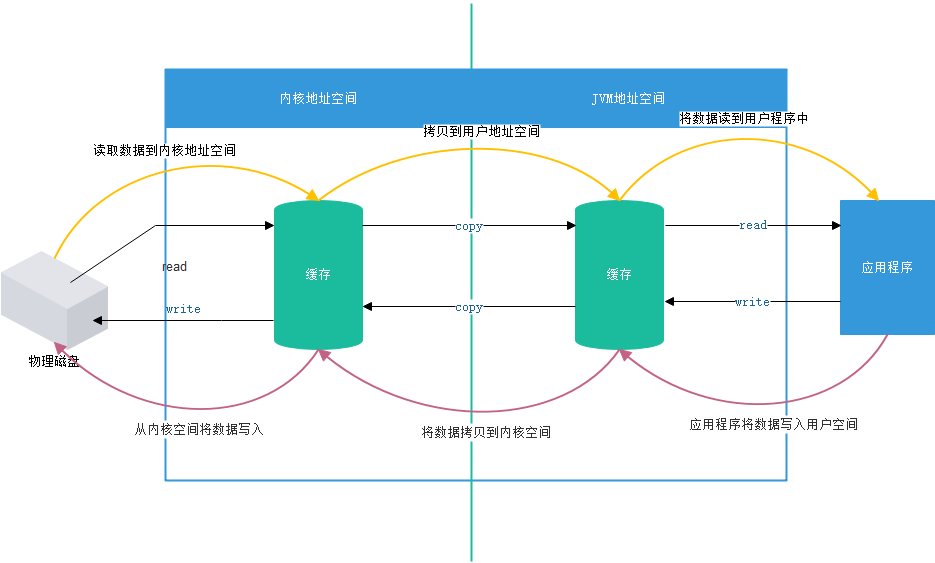 内核地址空间
JVM地址空间
将数据读到用户程序中
拷贝到用户地址空间
读取数据到内核地址空间
copy
read
read
缓存
缓存
应用程序
write
copy
write
物理磁盘
从内核空间将数据写入
将数据拷贝到内核空间
应用程序将数据写入用户空间